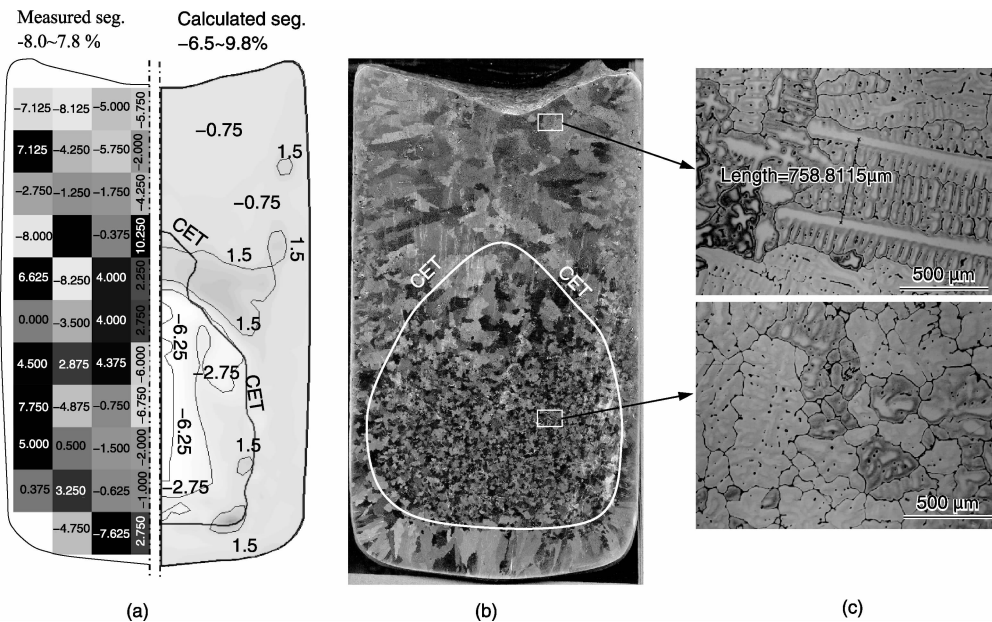 Measured seg.
-8.0~7.8 %
Calculated seg.
−6.5~9.8%
−7.125 −8.125 −5.000 −5.750
7.125 −4.250 −5.750 −2.000
−2.750 −1.250 −1.750 −4.250
−8.000 −0.375 10.250
6.625 −8.250 4.000 2.250
0.000 −3.500 4.000 2.750
4.500 2.875 4.375 −6.000
7.750 −4.875 −0.750 −6.750
5.000 0.500 −1.500 −2.000
0.375 3.250 −0.625 −1.000
−4.750 −7.625 2.750
−0.75
1.5
−0.75
CET
1.5
1.5
1.5
−6.25
−2.75
CET
−6.25
1.5
−2.75
1.5
CET
CET
Length=758.8115µm
500 µm
500 µm
(a)
(b)
(c)